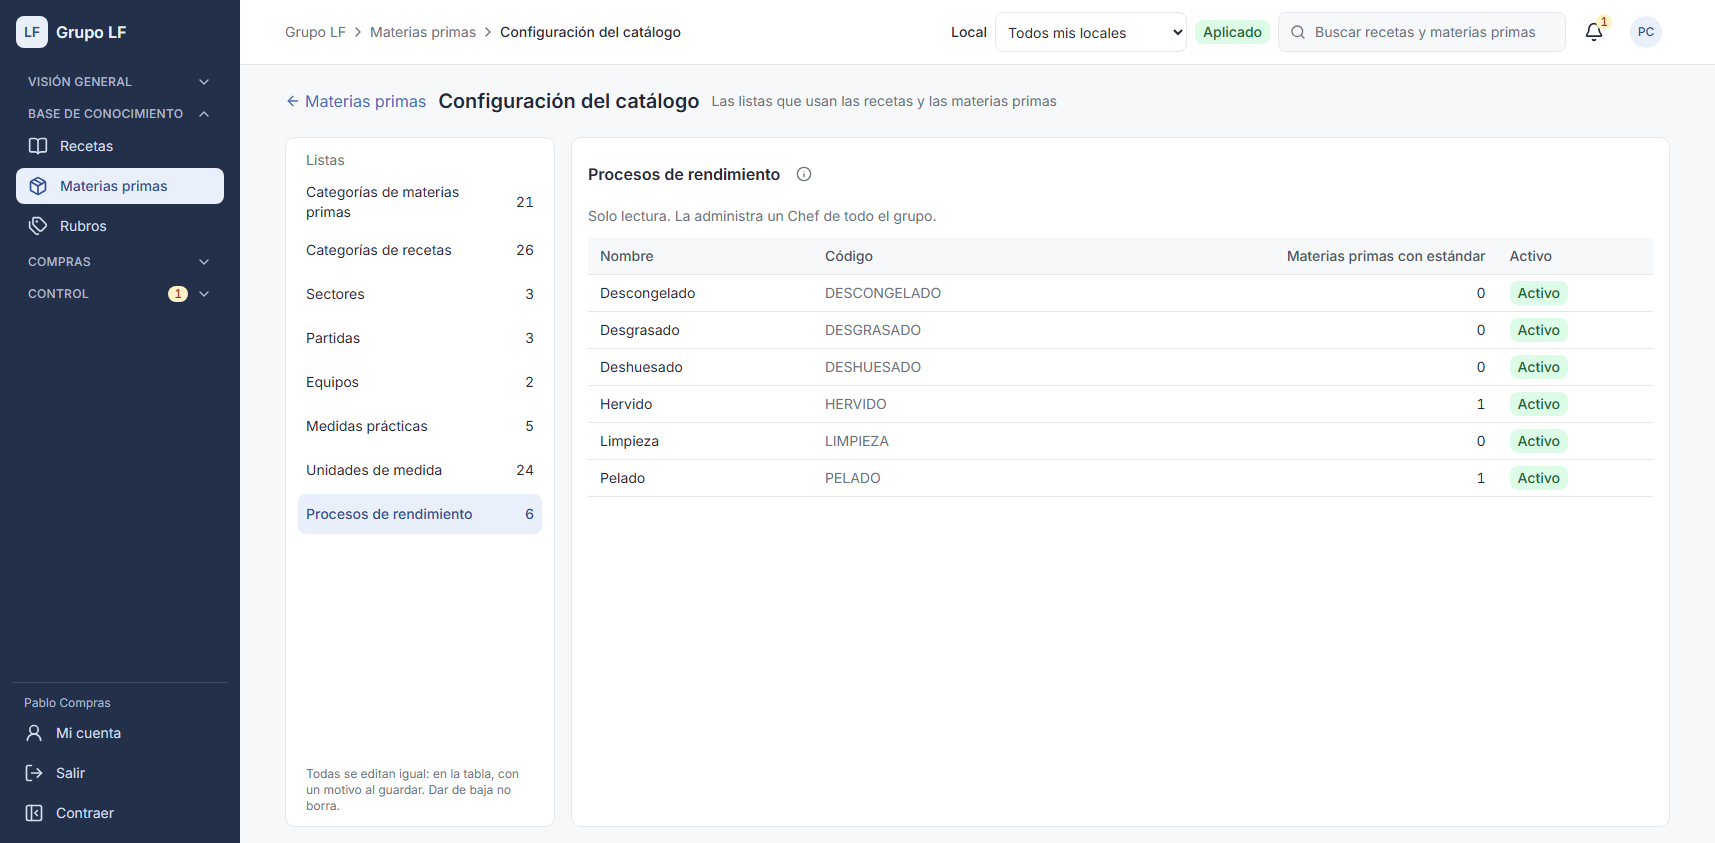 LF Grupo LF
VISIÓN GENERAL
BASE DE CONOCIMIENTO
Recetas
Materias primas
Rubros
COMPRAS
CONTROL 1
Pablo Compras
Mi cuenta
Salir
Contraer
Grupo LF > Materias primas > Configuración del catálogo
Local Todos mis locales Aplicado Buscar recetas y materias primas 1 PC
← Materias primas Configuración del catálogo Las listas que usan las recetas y las materias primas
Listas
Categorías de materias primas 21
Categorías de recetas 26
Sectores 3
Partidas 3
Equipos 2
Medidas prácticas 5
Unidades de medida 24
Procesos de rendimiento 6
Todas se editan igual: en la tabla, con
un motivo al guardar. Dar de baja no
borra.
Procesos de rendimiento
Solo lectura. La administra un Chef de todo el grupo.
Nombre Código Materias primas con estándar Activo
Descongelado DESCONGELADO 0 Activo
Desgrasado DESGRASADO 0 Activo
Deshuesado DESHUESADO 0 Activo
Hervido HERVIDO 1 Activo
Limpieza LIMPIEZA 0 Activo
Pelado PELADO 1 Activo